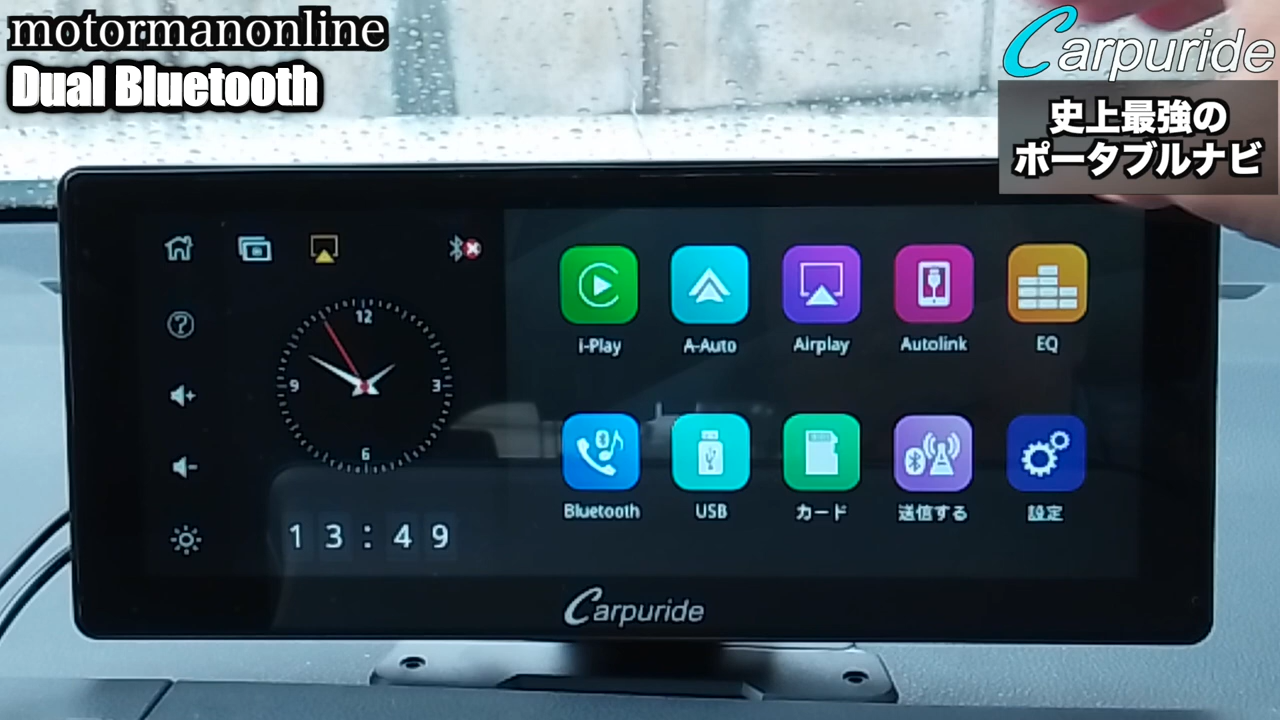 motormanonline
Dual Bluetooth
Carpuride
史上最強の
ポータブルナビ
12
9
3
6
13:49
i-Play
A-Auto
Airplay
Autolink
EQ
Bluetooth
USB
カード
送信する
設定
Carpuride